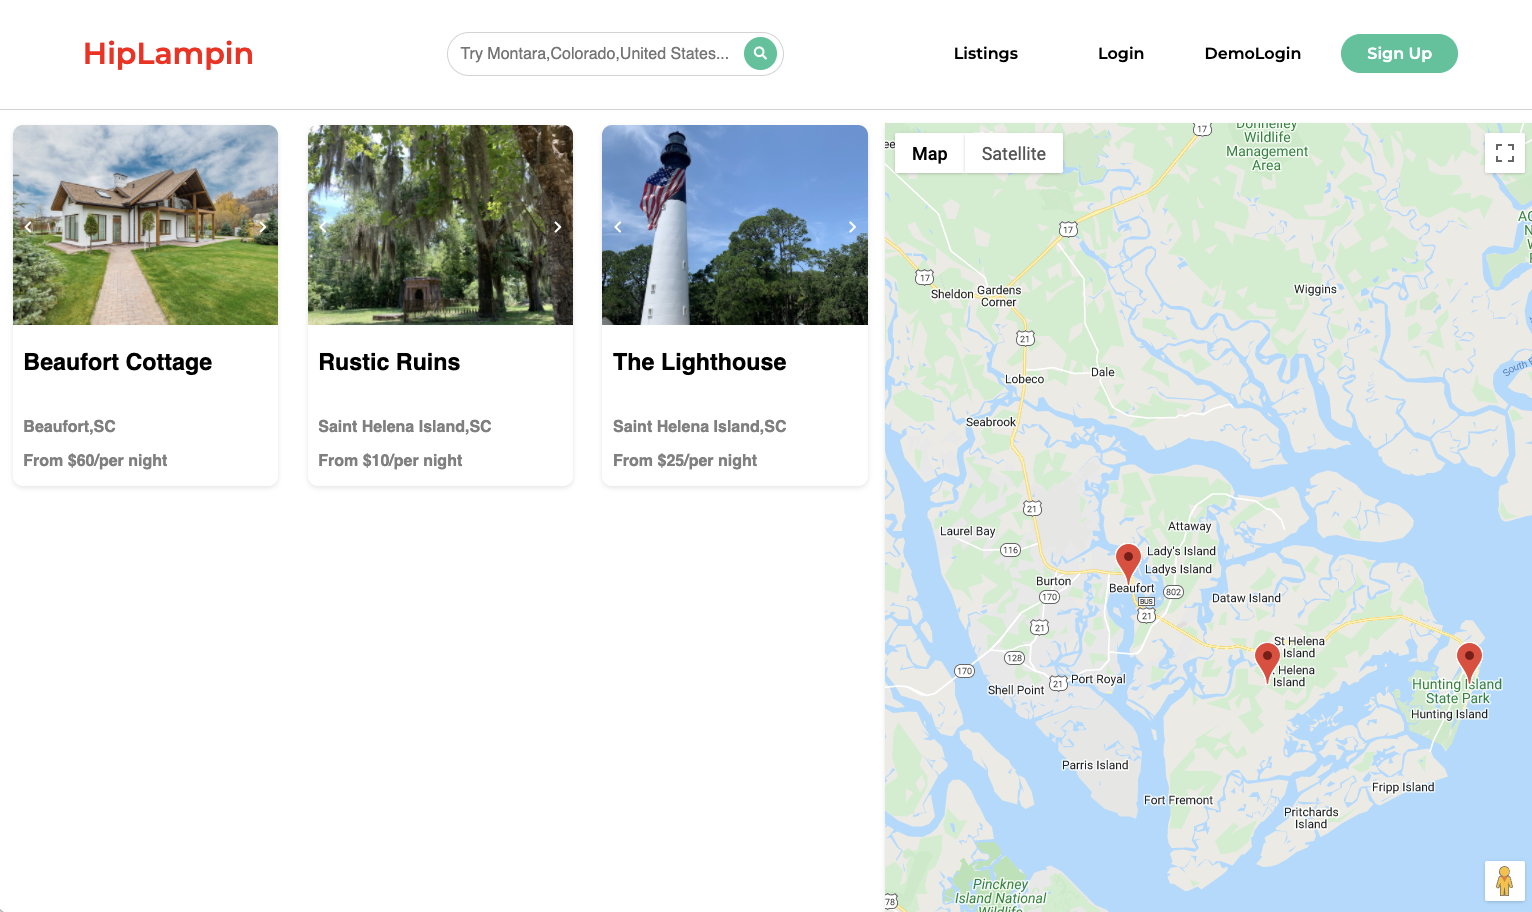 HipLampin
Try Montara,Colorado,United States...
Listings
Login
DemoLogin
Sign Up
Beaufort Cottage
Beaufort,SC
From $60/per night
Rustic Ruins
Saint Helena Island,SC
From $10/per night
The Lighthouse
Saint Helena Island,SC
From $25/per night
Map
Satellite
17
Donnelley
Wildlife
Management
Area
17
17
Sheldon
Gardens
Corner
Wiggins
21
Dale
Lobeco
South
Seabrook
21
Attaway
Laurel Bay
116
Lady's Island
Ladys Island
Burton
Beaufort
170
802
BUS
21
Dataw Island
21
St Helena
Island
Helena
Island
128
170
Port Royal
21
Shell Point
Hunting Island
State Park
Hunting Island
Parris Island
Fripp Island
Fort Fremont
Pritchards
Island
Pinckney
Island National
Wildlife
78